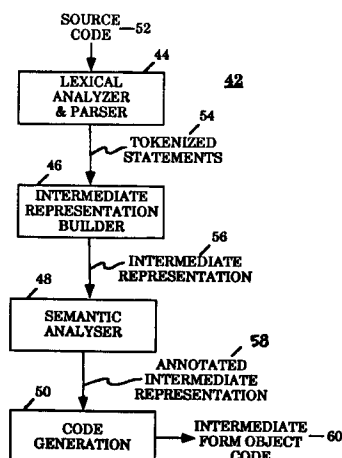 SOURCE
CODE 52
44
LEXICAL
ANALYZER
& PARSER
42
54
TOKENIZED
STATEMENTS
46
INTERMEDIATE
REPRESENTATION
BUILDER
56
INTERMEDIATE
REPRESENTATION
48
SEMANTIC
ANALYSER
58
ANNOTATED
INTERMEDIATE
REPRESENTATION
50
CODE
GENERATION
INTERMEDIATE
FORM OBJECT 60
CODE